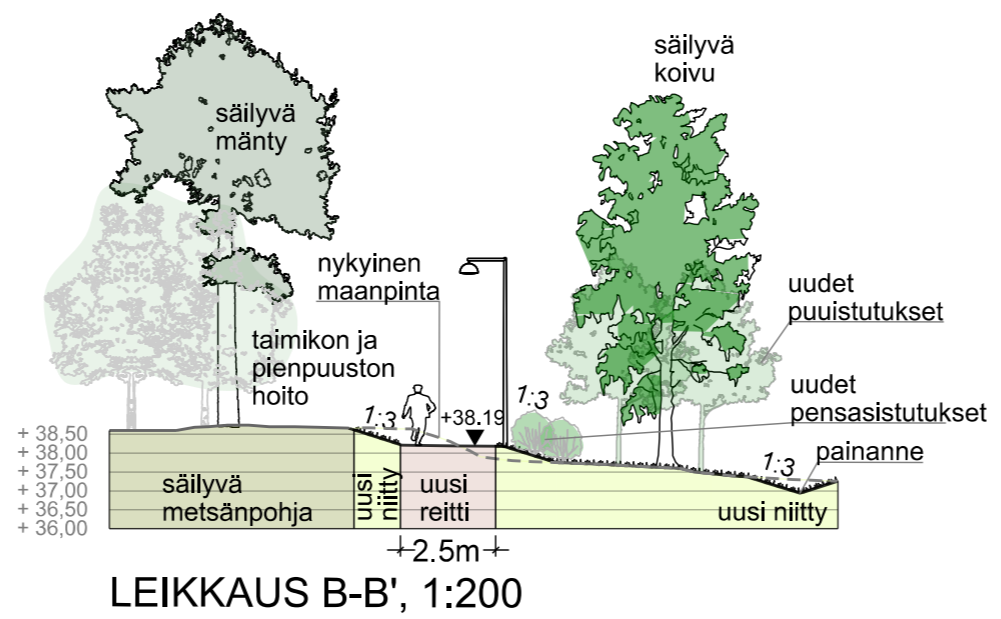 säilyvä
koivu
säilyvä
mänty
nykyinen
maanpinta
uudet
puuistutukset
taimikon ja
pienpuuston
hoito
uudet
pensasistutukset
1:3
1:3
+38.19
1:3
painanne
+ 38,50
+ 38,00
+ 37,50
+ 37,00
+ 36,50
+ 36,00
säilyvä
metsänpohja
uusi
niitty
uusi
reitti
uusi niitty
2.5m
LEIKKAUS B-B', 1:200